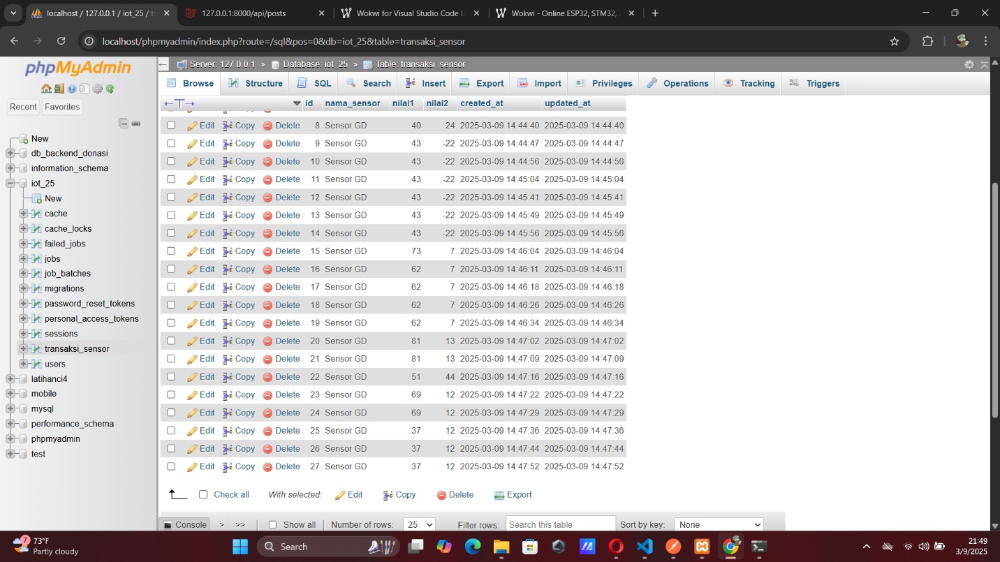 localhost / 127.0.0.1 / iot_25 / t
127.0.0.1:8000/api/posts
Wokwi for Visual Studio Code L
Wokwi - Online ESP32, STM32,
localhost/phpmyadmin/index.php?route=/sql&pos=0&db=iot_25&table=transaksi_sensor
phpMyAdmin
Recent Favorites
New
db_backend_donasi
information_schema
iot_25
New
cache
cache_locks
failed_jobs
jobs
job_batches
migrations
password_reset_tokens
personal_access_tokens
sessions
transaksi_sensor
users
latihanci4
mobile
mysql
performance_schema
phpmyadmin
test
Server: 127.0.0.1 » Database: iot_25 » Table: transaksi_sensor
Browse Structure SQL Search Insert Export Import Privileges Operations Tracking Triggers
id nama_sensor nilai1 nilai2 created_at updated_at
Edit Copy Delete 8 Sensor GD 40 24 2025-03-09 14:44:40 2025-03-09 14:44:40
Edit Copy Delete 9 Sensor GD 43 -22 2025-03-09 14:44:47 2025-03-09 14:44:47
Edit Copy Delete 10 Sensor GD 43 -22 2025-03-09 14:44:56 2025-03-09 14:44:56
Edit Copy Delete 11 Sensor GD 43 -22 2025-03-09 14:45:04 2025-03-09 14:45:04
Edit Copy Delete 12 Sensor GD 43 -22 2025-03-09 14:45:41 2025-03-09 14:45:41
Edit Copy Delete 13 Sensor GD 43 -22 2025-03-09 14:45:49 2025-03-09 14:45:49
Edit Copy Delete 14 Sensor GD 43 -22 2025-03-09 14:45:56 2025-03-09 14:45:56
Edit Copy Delete 15 Sensor GD 73 7 2025-03-09 14:46:04 2025-03-09 14:46:04
Edit Copy Delete 16 Sensor GD 62 7 2025-03-09 14:46:11 2025-03-09 14:46:11
Edit Copy Delete 17 Sensor GD 62 7 2025-03-09 14:46:18 2025-03-09 14:46:18
Edit Copy Delete 18 Sensor GD 62 7 2025-03-09 14:46:26 2025-03-09 14:46:26
Edit Copy Delete 19 Sensor GD 62 7 2025-03-09 14:46:34 2025-03-09 14:46:34
Edit Copy Delete 20 Sensor GD 81 13 2025-03-09 14:47:02 2025-03-09 14:47:02
Edit Copy Delete 21 Sensor GD 81 13 2025-03-09 14:47:09 2025-03-09 14:47:09
Edit Copy Delete 22 Sensor GD 51 44 2025-03-09 14:47:16 2025-03-09 14:47:16
Edit Copy Delete 23 Sensor GD 69 12 2025-03-09 14:47:22 2025-03-09 14:47:22
Edit Copy Delete 24 Sensor GD 69 12 2025-03-09 14:47:29 2025-03-09 14:47:29
Edit Copy Delete 25 Sensor GD 37 12 2025-03-09 14:47:36 2025-03-09 14:47:36
Edit Copy Delete 26 Sensor GD 37 12 2025-03-09 14:47:44 2025-03-09 14:47:44
Edit Copy Delete 27 Sensor GD 37 12 2025-03-09 14:47:52 2025-03-09 14:47:52
Check all With selected: Edit Copy Delete Export
Console > >> | Show all | Number of rows: 25 Filter rows: Search this table Sort by key: None
7
73°F
Partly cloudy
Search
21:49
3/9/2025